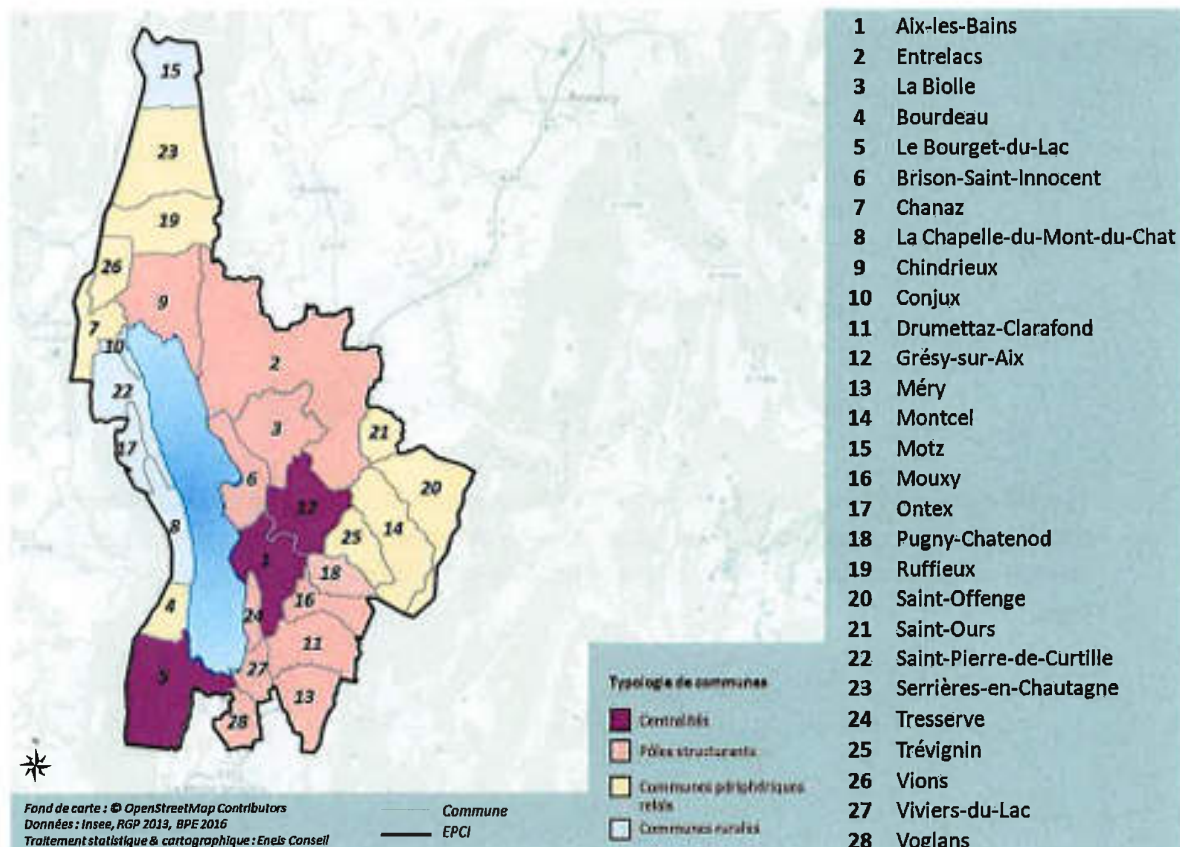 15
23
19
26
9
7
10
2
22
3
21
17
6
20
12
14
8
25
1
18
4
16
24
11
5
27
13
28
1 Aix-les-Bains
2 Entrelacs
3 La Biolle
4 Bourdeau
5 Le Bourget-du-Lac
6 Brison-Saint-Innocent
7 Chanaz
8 La Chapelle-du-Mont-du-Chat
9 Chindrieux
10 Conjux
11 Drumettaz-Clarafond
12 Grésy-sur-Aix
13 Méry
14 Montcel
15 Motz
16 Mouxy
17 Ontex
18 Pugny-Chatenod
19 Ruffieux
20 Saint-Offenge
21 Saint-Ours
22 Saint-Pierre-de-Curtille
23 Serrières-en-Chautagne
24 Tresserve
25 Trévignin
26 Vions
27 Viviers-du-Lac
28 Voglans
Typologie de communes
Centralités
Pôles structurants
Communes périphériques
relais
Communes rurales
Fond de carte : © OpenStreetMap Contributors
Données : Insee, RGP 2013, BPE 2016
Traitement statistique & cartographique : Eneis Conseil
Commune
EPCI